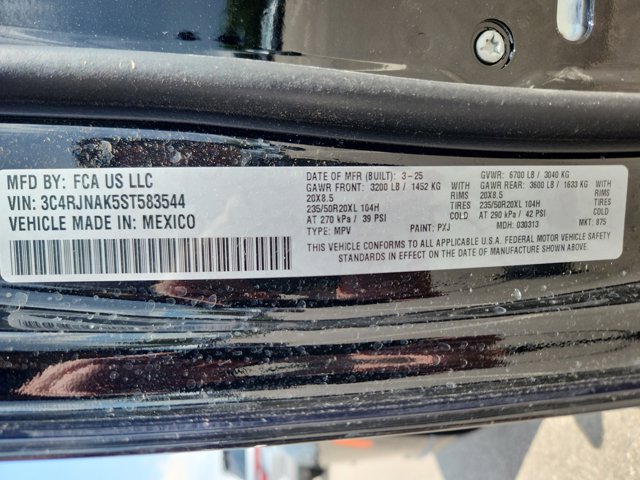 MFD BY: FCA US LLC
VIN: 3C4RJNAK5ST583544
VEHICLE MADE IN: MEXICO
DATE OF MFR (BUILT): 3-25 GVWR: 6700 LB / 3040 KG
GAWR FRONT: 3200 LB / 1452 KG WITH GAWR REAR: 3600 LB / 1633 KG WITH
20X8.5 RIMS 20X8.5 RIMS
235/50R20XL 104H TIRES 235/50R20XL 104H TIRES
AT 270 kPa / 39 PSI COLD AT 290 kPa / 42 PSI COLD
TYPE: MPV PAINT: PXJ MDH: 030313 MKT: 875
THIS VEHICLE CONFORMS TO ALL APPLICABLE U.S.A. FEDERAL MOTOR VEHICLE SAFETY
STANDARDS IN EFFECT ON THE DATE OF MANUFACTURE SHOWN ABOVE.